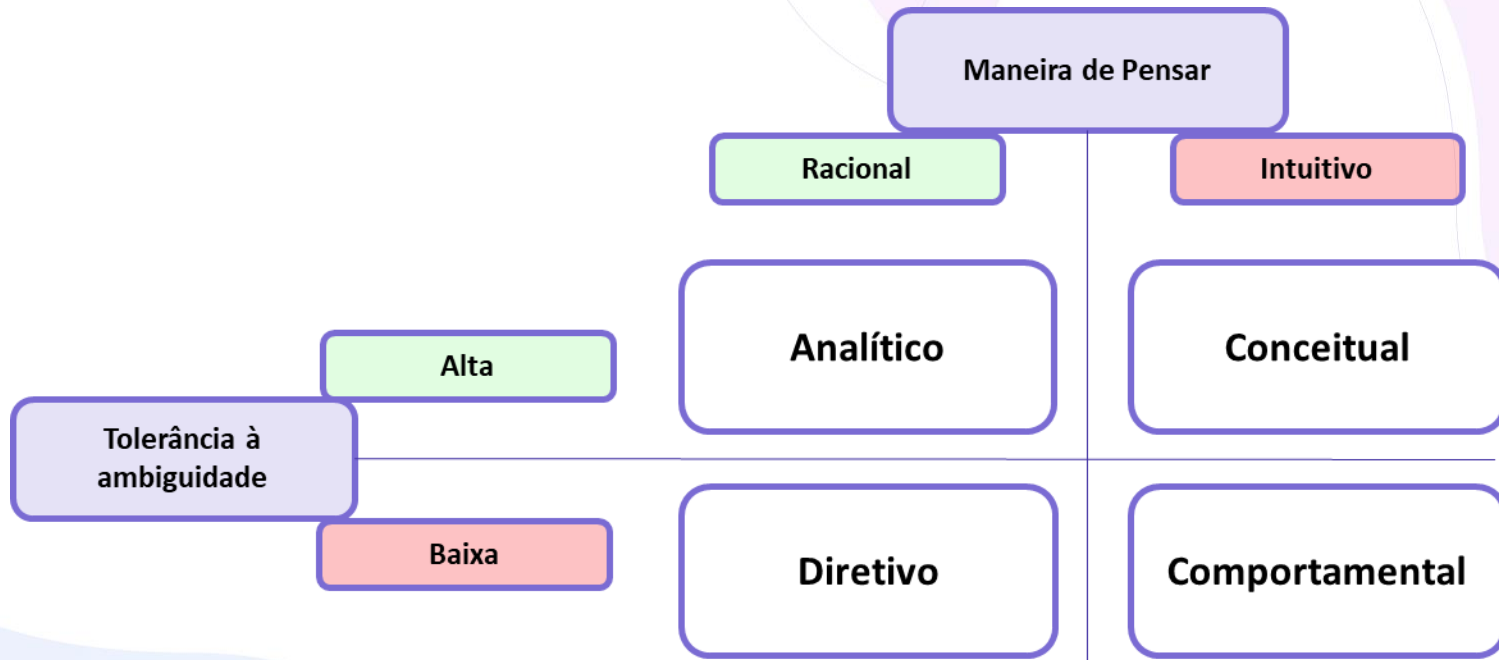 Maneira de Pensar
Racional
Intuitivo
Analítico
Conceitual
Alta
Tolerância à
ambiguidade
Baixa
Diretivo
Comportamental